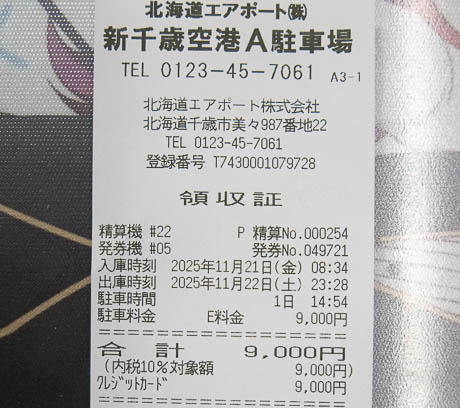 北海道エアポート㈱
新千歳空港A駐車場
TEL 0123-45-7061 A3-1
北海道エアポート株式会社
北海道千歳市美々987番地22
TEL 0123-45-7061
登録番号 T7430001079728
領収証
精算機 #22 P 精算No.000254
発券機 #05 発券No.049721
入庫時刻 2025年11月21日(金) 08:34
出庫時刻 2025年11月22日(土) 23:28
駐車時間 1日 14:54
駐車料金 E料金 9,000円
合計 9,000円
(内税10%対象額 9,000円)
クレジットカード 9,000円